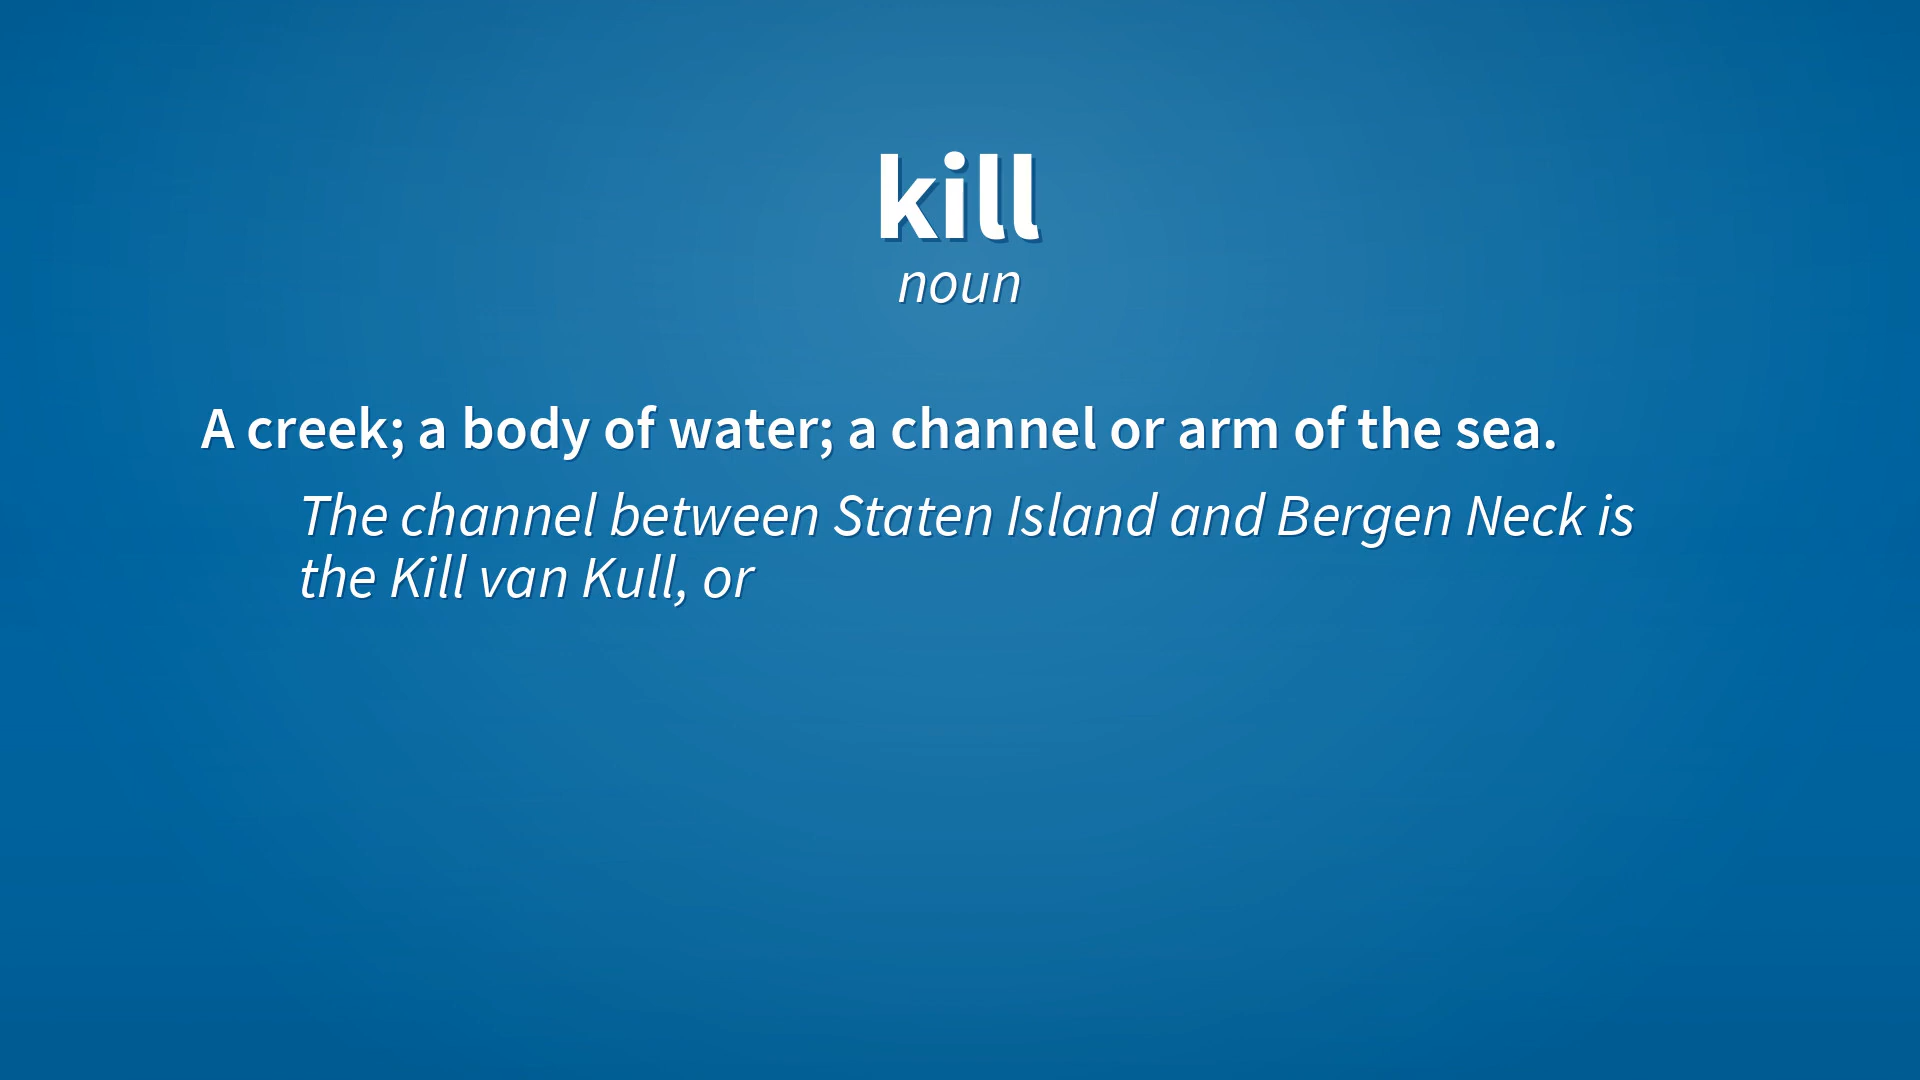 kill
noun
A creek; a body of water; a channel or arm of the sea.
The channel between Staten Island and Bergen Neck is
the Kill van Kull, or